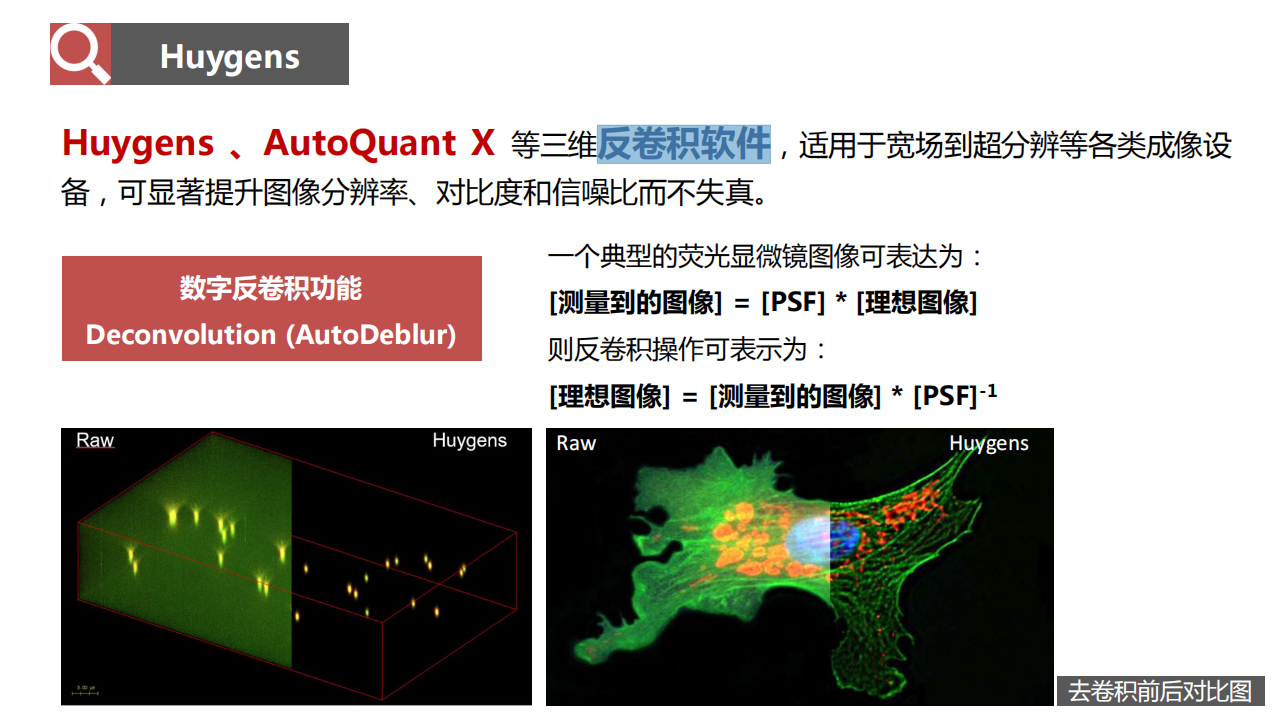 Huygens
Huygens 、AutoQuant X 等三维反卷积软件，适用于宽场到超分辨等各类成像设
备，可显著提升图像分辨率、对比度和信噪比而不失真。
数字反卷积功能
Deconvolution (AutoDeblur)
一个典型的荧光显微镜图像可表达为：
[测量到的图像] = [PSF] * [理想图像]
则反卷积操作可表示为：
[理想图像] = [测量到的图像] * [PSF]⁻¹
Raw Huygens
Raw Huygens
去卷积前后对比图